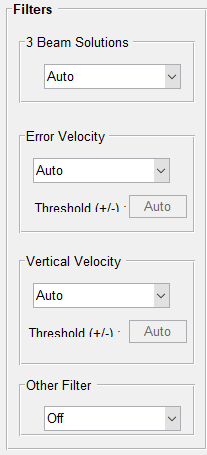 Filters
3 Beam Solutions
Auto
Error Velocity
Auto
Threshold (+/-) :
Auto
Vertical Velocity
Auto
Threshold (+/-) :
Auto
Other Filter
Off